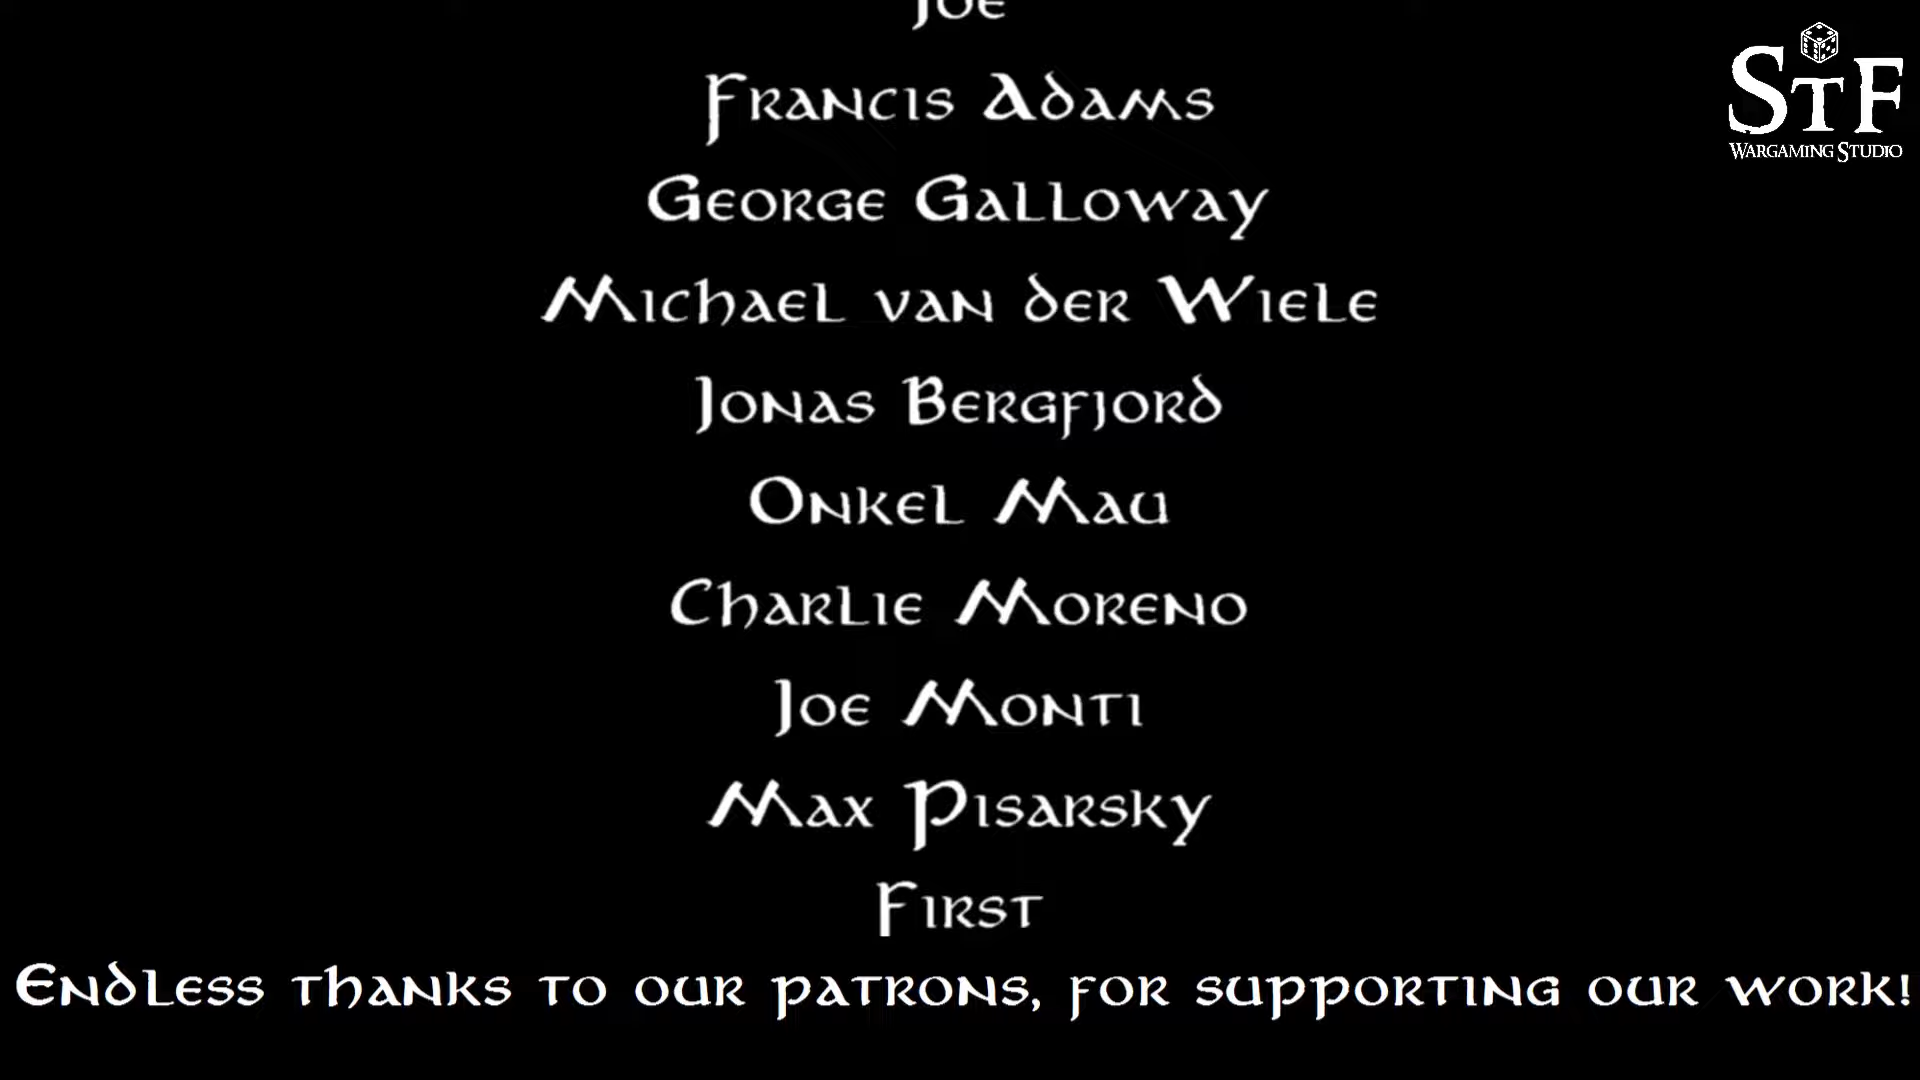 Joe
Francis Adams
George Galloway
Michael van der Wiele
Jonas Bergfjord
Onkel Mau
Charlie Moreno
Joe Monti
Max Pisarsky
First
Endless thanks to our patrons, for supporting our work!
StF
Wargaming Studio